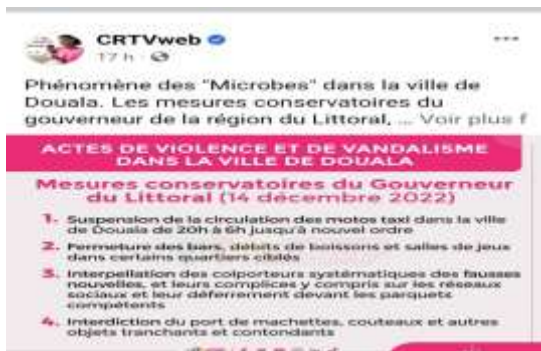 CRTVweb
17 h
Phénomène des "Microbes" dans la ville de
Douala. Les mesures conservatoires du
gouverneur de la région du Littoral, ... Voir plus f
ACTES DE VIOLENCE ET DE VANDALISME
DANS LA VILLE DE DOUALA
Mesures conservatoires du Gouverneur
du Littoral (14 décembre 2022)
1. Suspension de la circulation des motos taxi dans la ville
de Douala de 20h à 6h jusqu'à nouvel ordre
2. Fermeture des bars, débits de boissons et salles de jeux
dans certains quartiers ciblés
3. Interpellation des colporteurs systématiques des fausses
nouvelles, et leurs complices y compris sur les réseaux
sociaux et leur déferrement devant les parquets
compétents
4. Interdiction du port de machettes, couteaux et autres
objets tranchants et contondants